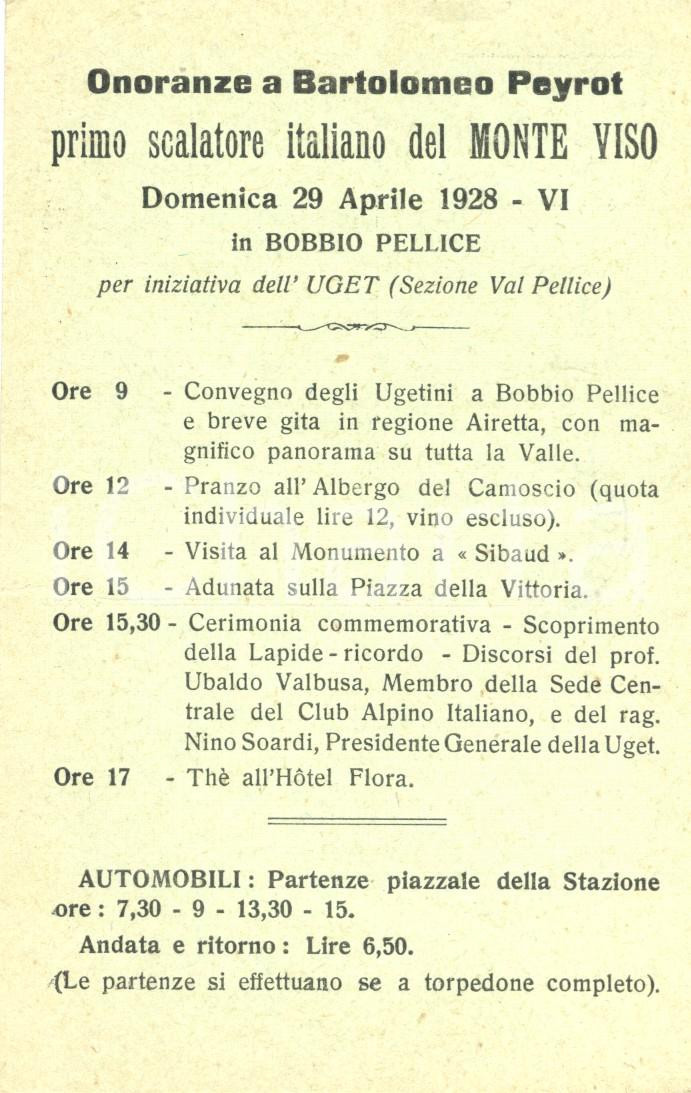 Onoranze a Bartolomeo Peyrot
primo scalatore italiano del MONTE VISO
Domenica 29 Aprile 1928 - VI
in BOBBIO PELLICE
per iniziativa dell' UGET (Sezione Val Pellice)
Ore 9 - Convegno degli Ugetini a Bobbio Pellice
e breve gita in regione Airetta, con ma-
gnifico panorama su tutta la Valle.
Ore 12 - Pranzo all' Albergo del Camoscio (quota
individuale lire 12, vino escluso).
Ore 14 - Visita al Monumento a « Sibaud ».
Ore 15 - Adunata sulla Piazza della Vittoria.
Ore 15,30 - Cerimonia commemorativa - Scoprimento
della Lapide - ricordo - Discorsi del prof.
Ubaldo Valbusa, Membro della Sede Cen-
trale del Club Alpino Italiano, e del rag.
Nino Soardi, Presidente Generale della Uget.
Ore 17 - Thè all'Hôtel Flora.
AUTOMOBILI : Partenze piazzale della Stazione
ore : 7,30 - 9 - 13,30 - 15.
Andata e ritorno : Lire 6,50.
(Le partenze si effettuano se a torpedone completo).